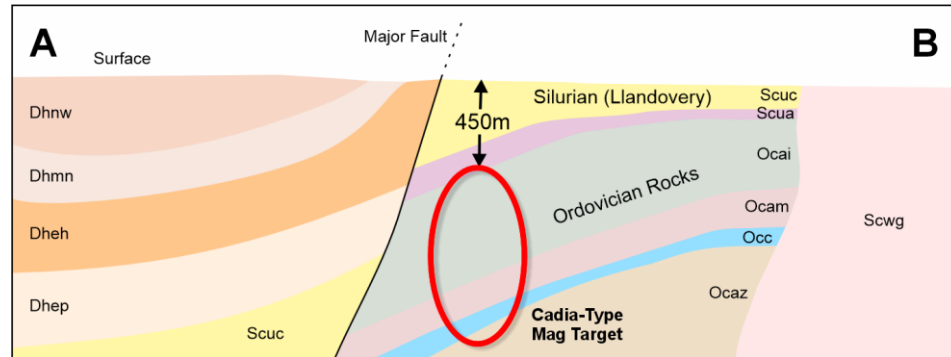 A
Major Fault
B
Surface
Dhnw
Silurian (Llandovery)
Scuc
450m
Scua
Dhmn
Ocai
Ordovician Rocks
Ocam
Scwg
Dheh
Occ
Ocaz
Dhep
Cadia-Type
Mag Target
Scuc